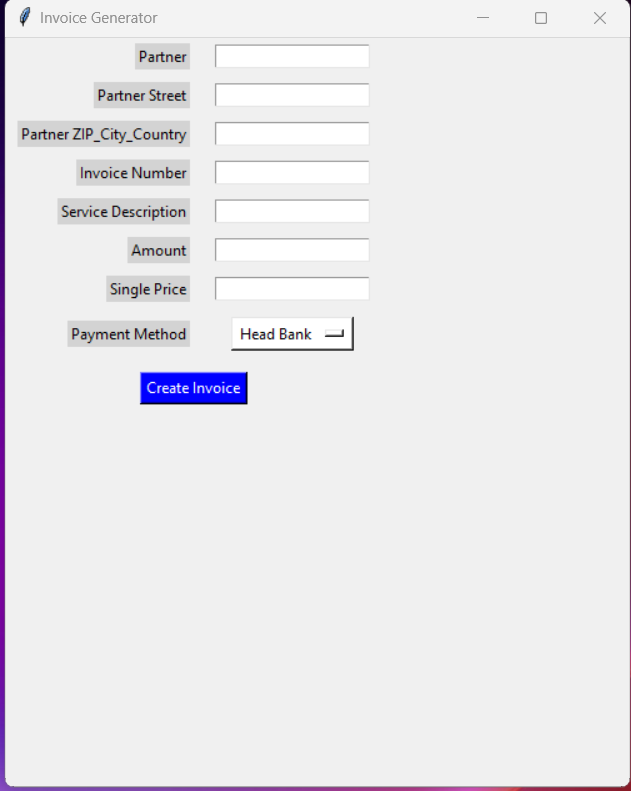 Invoice Generator
Partner
Partner Street
Partner ZIP_City_Country
Invoice Number
Service Description
Amount
Single Price
Payment Method Head Bank
Create Invoice